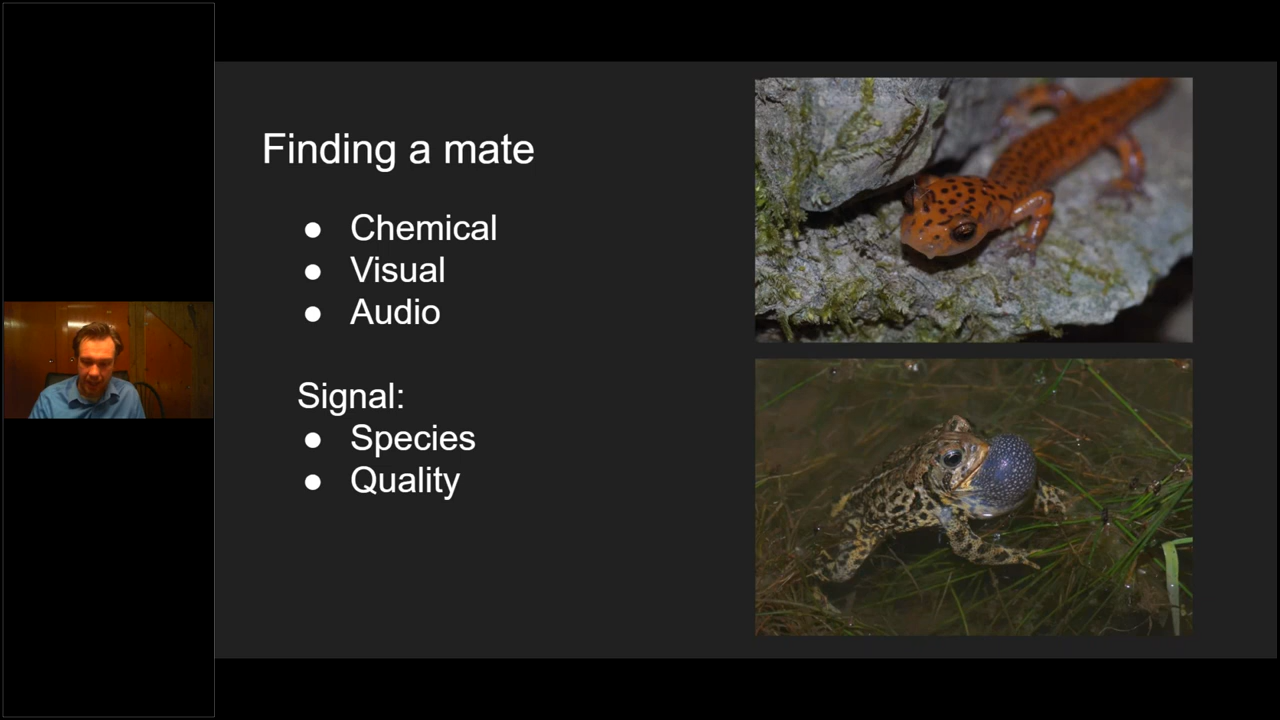 Finding a mate
● Chemical
● Visual
● Audio
Signal:
● Species
● Quality